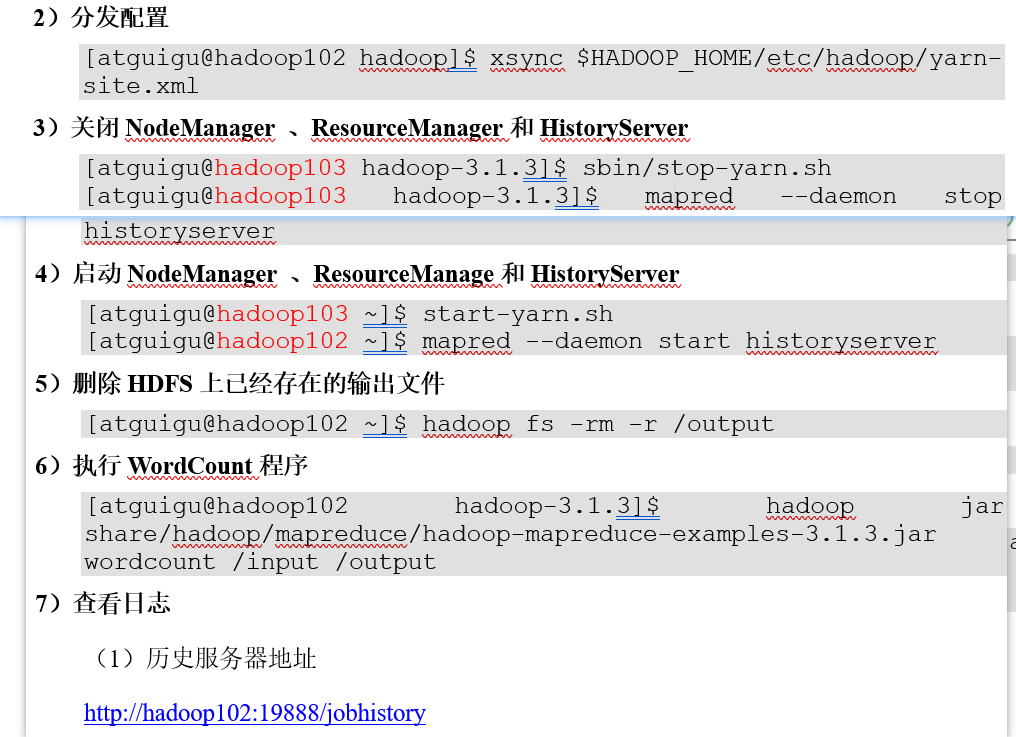 2）分发配置
[atguigu@hadoop102 hadoop]$ xsync $HADOOP_HOME/etc/hadoop/yarn-
site.xml
3）关闭 NodeManager 、ResourceManager 和 HistoryServer
[atguigu@hadoop103 hadoop-3.1.3]$ sbin/stop-yarn.sh
[atguigu@hadoop103 hadoop-3.1.3]$ mapred --daemon stop
historyserver
4）启动 NodeManager 、ResourceManage 和 HistoryServer
[atguigu@hadoop103 ~]$ start-yarn.sh
[atguigu@hadoop102 ~]$ mapred --daemon start historyserver
5）删除 HDFS 上已经存在的输出文件
[atguigu@hadoop102 ~]$ hadoop fs -rm -r /output
6）执行 WordCount 程序
[atguigu@hadoop102 hadoop-3.1.3]$ hadoop jar
share/hadoop/mapreduce/hadoop-mapreduce-examples-3.1.3.jar
wordcount /input /output
7）查看日志
（1）历史服务器地址
http://hadoop102:19888/jobhistory